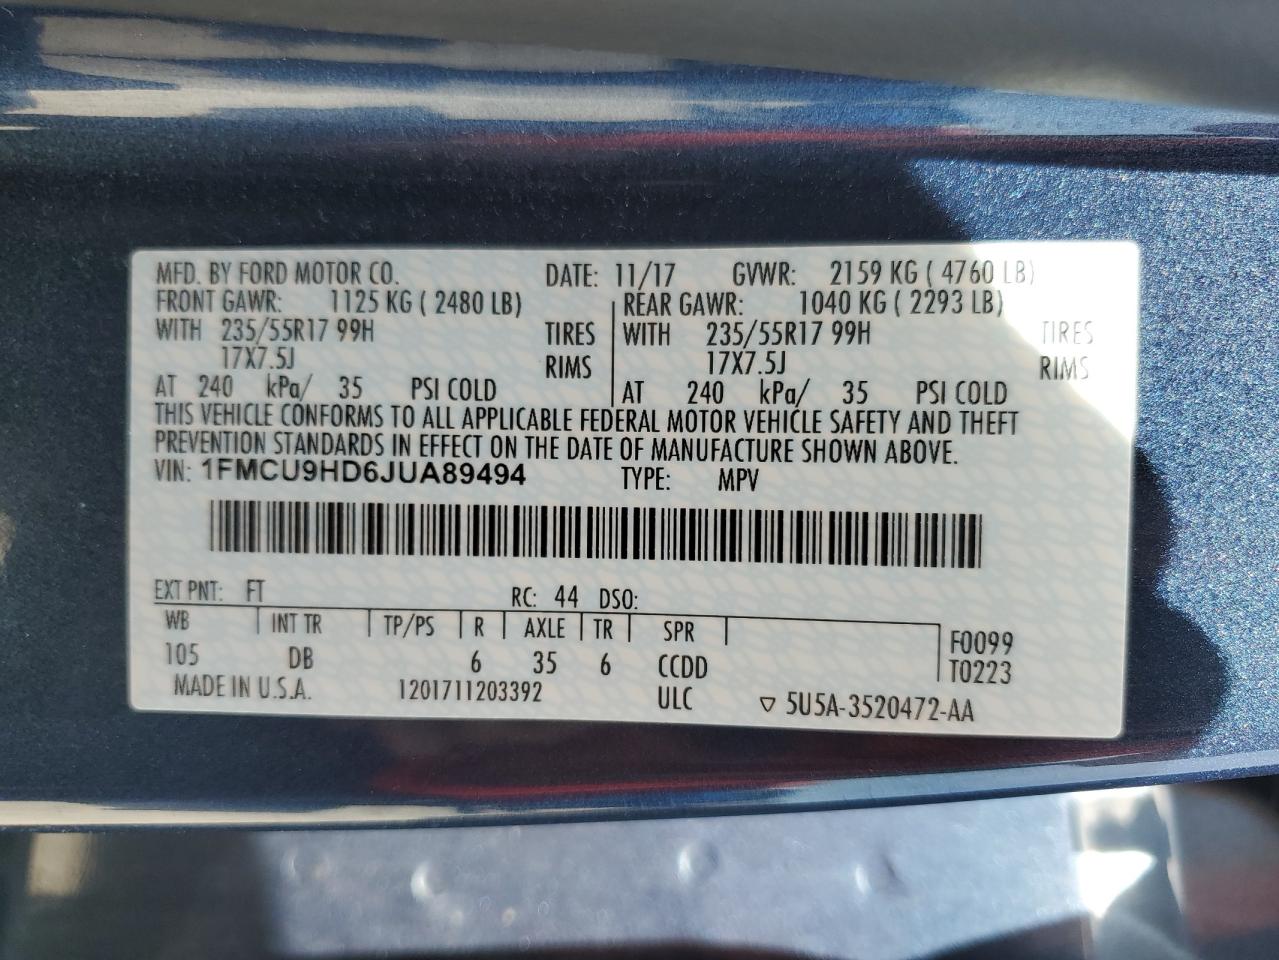 MFD. BY FORD MOTOR CO. DATE: 11/17 GVWR: 2159 KG ( 4760 LB)
FRONT GAWR: 1125 KG ( 2480 LB) REAR GAWR: 1040 KG ( 2293 LB)
WITH 235/55R17 99H TIRES WITH 235/55R17 99H TIRES
17X7.5J RIMS 17X7.5J RIMS
AT 240 kPa/ 35 PSI COLD AT 240 kPa/ 35 PSI COLD
THIS VEHICLE CONFORMS TO ALL APPLICABLE FEDERAL MOTOR VEHICLE SAFETY AND THEFT
PREVENTION STANDARDS IN EFFECT ON THE DATE OF MANUFACTURE SHOWN ABOVE.
VIN: 1FMCU9HD6JUA89494 TYPE: MPV
EXT PNT: FT RC: 44 DSO:
WB INT TR TP/PS R AXLE TR SPR F0099
105 DB 6 35 6 CCDD T0223
MADE IN U.S.A. 1201711203392 ULC ▽ 5U5A-3520472-AA